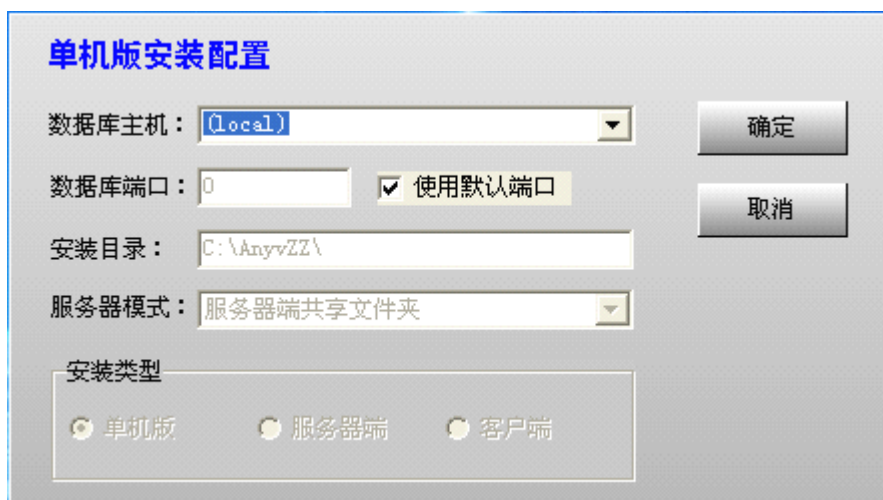 单机版安装配置
数据库主机： (local)
确定
数据库端口： 0 使用默认端口
取消
安装目录： C:\AnyvZZ\
服务器模式： 服务器端共享文件夹
安装类型
单机版 服务器端 客户端